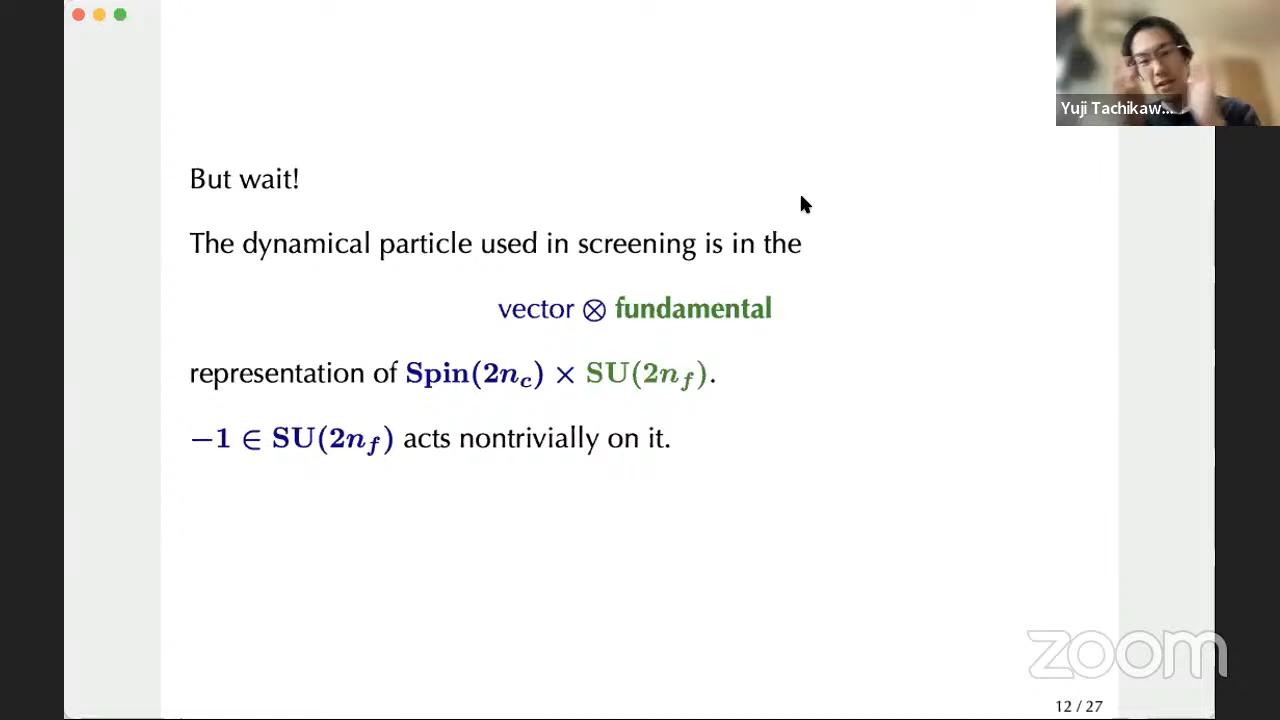 Yuji Tachikaw...
But wait!
The dynamical particle used in screening is in the
vector ⊗ fundamental
representation of Spin(2n_c) × SU(2n_f).
−1 ∈ SU(2n_f) acts nontrivially on it.
zoom
12 / 27